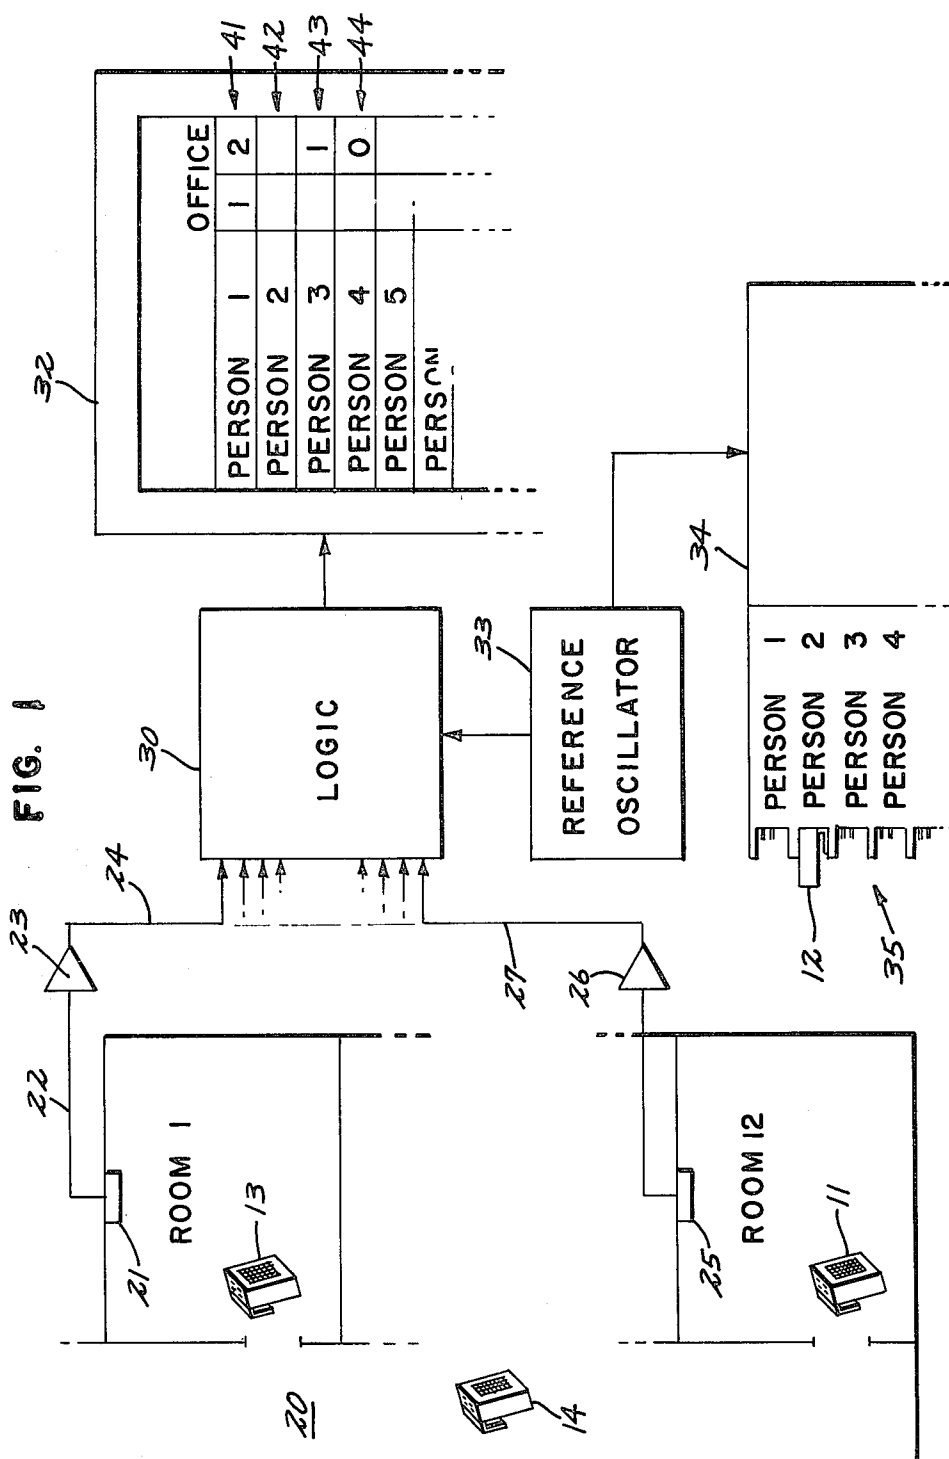 FIG. 1
20
ROOM 1
13
21
22
23
24
14
ROOM 12
11
25
26
27
LOGIC
30
REFERENCE
OSCILLATOR
33
32
OFFICE
PERSON 1 1 2
41
PERSON 2
42
PERSON 3 1
43
PERSON 4 0
44
PERSON 5
PERSON
34
PERSON 1
PERSON 2
PERSON 3
PERSON 4
12
35